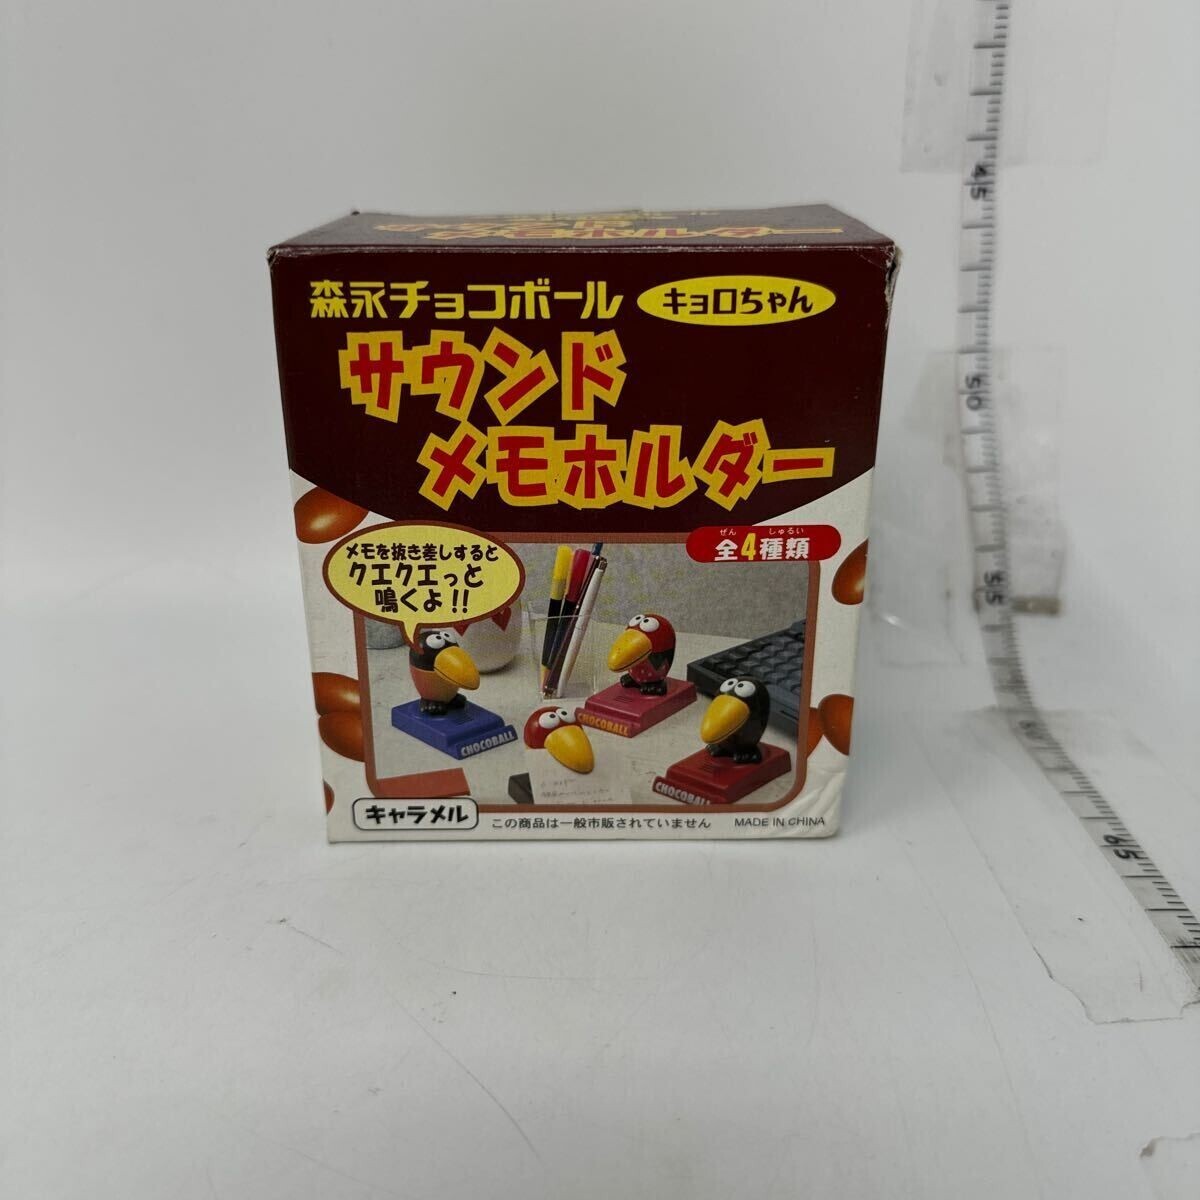 森永チョコボール キョロちゃん
サウンド
メモホルダー
メモを抜き差しすると
クエクエっと
鳴くよ!!
ぜん しゅるい
全4種類
CHOCOBALL
CHOCOBALL
CHOCOBALL
キャラメル
この商品は一般市販されていません
MADE IN CHINA
45
50
55
60
65